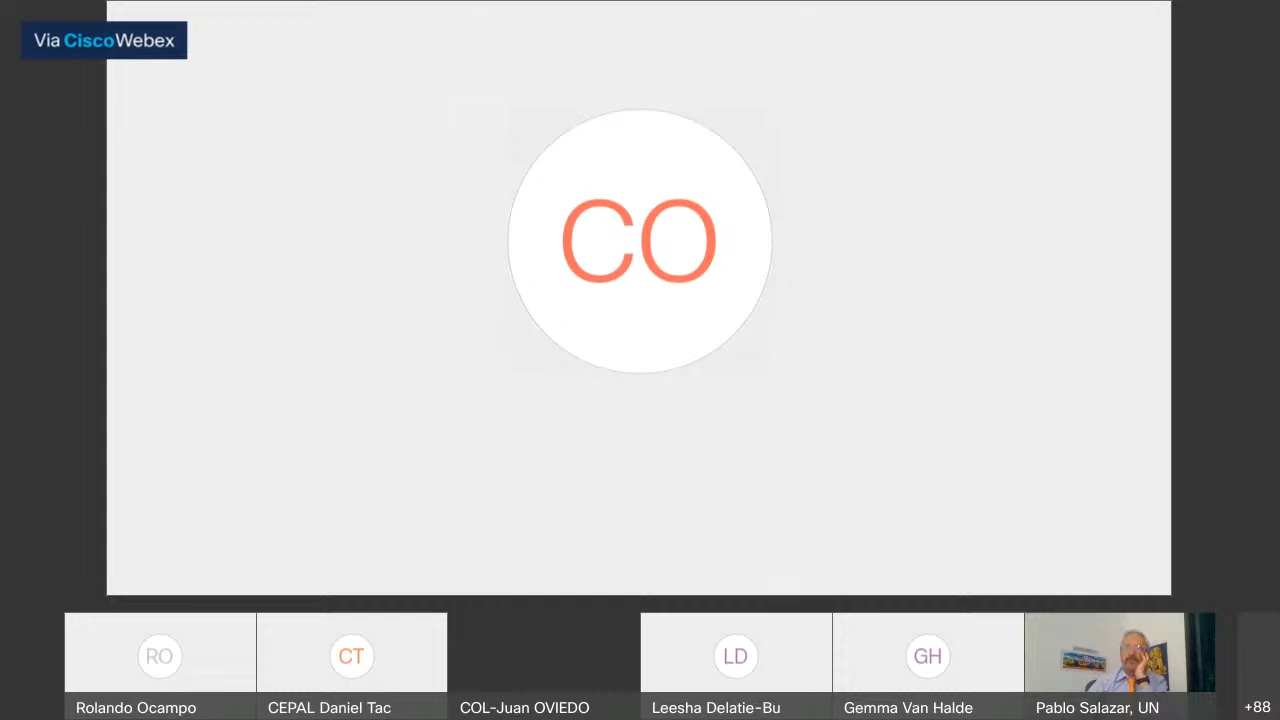 Via CiscoWebex
CO
RO
CT
LD
GH
Rolando Ocampo
CEPAL Daniel Tac
COL-Juan OVIEDO
Leesha Delatie-Bu
Gemma Van Halde
Pablo Salazar, UN
+88